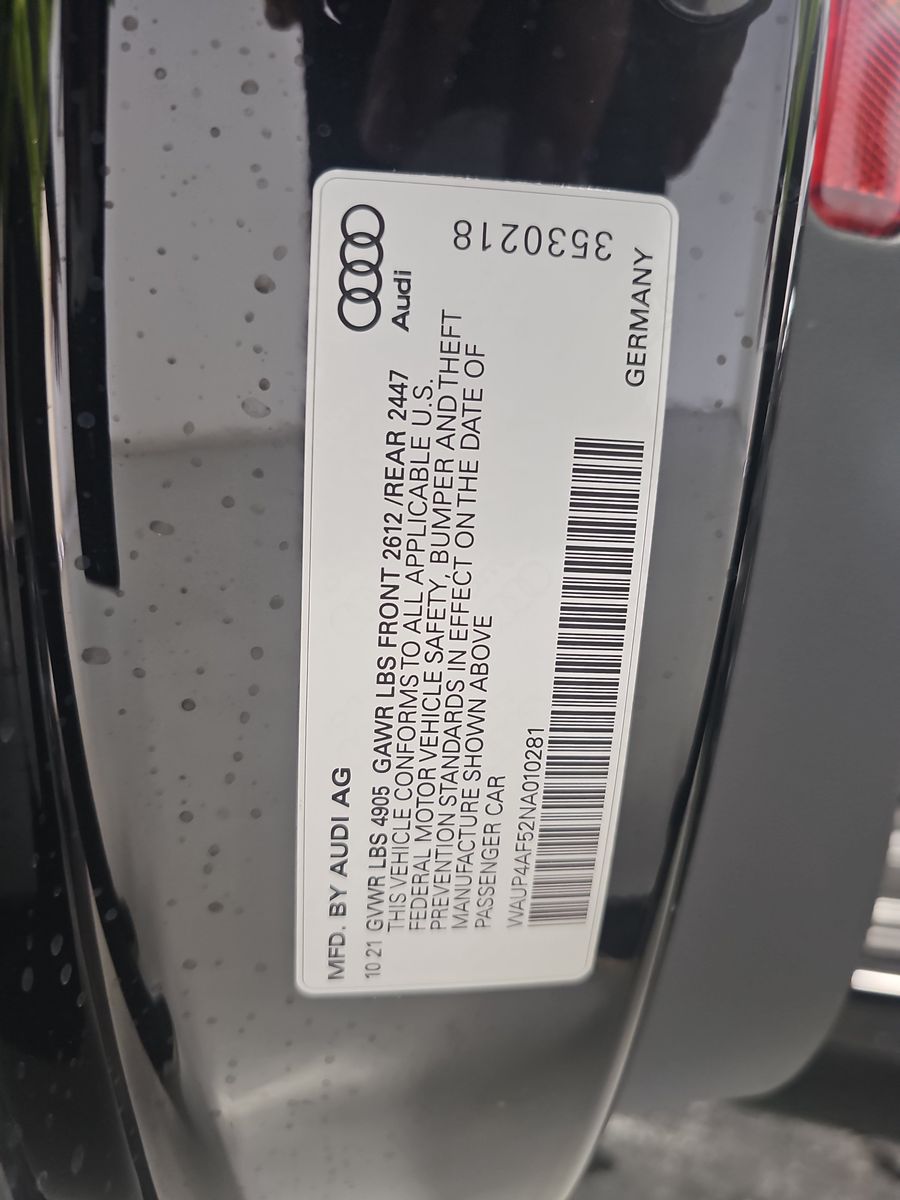 MFD. BY AUDI AG
Audi
10 21 GVWR LBS 4905 GAWR LBS FRONT 2612 /REAR 2447
THIS VEHICLE CONFORMS TO ALL APPLICABLE U.S.
FEDERAL MOTOR VEHICLE SAFETY, BUMPER AND THEFT
PREVENTION STANDARDS IN EFFECT ON THE DATE OF
MANUFACTURE SHOWN ABOVE
PASSENGER CAR
3530218
WAUP4AF52NA010281
GERMANY